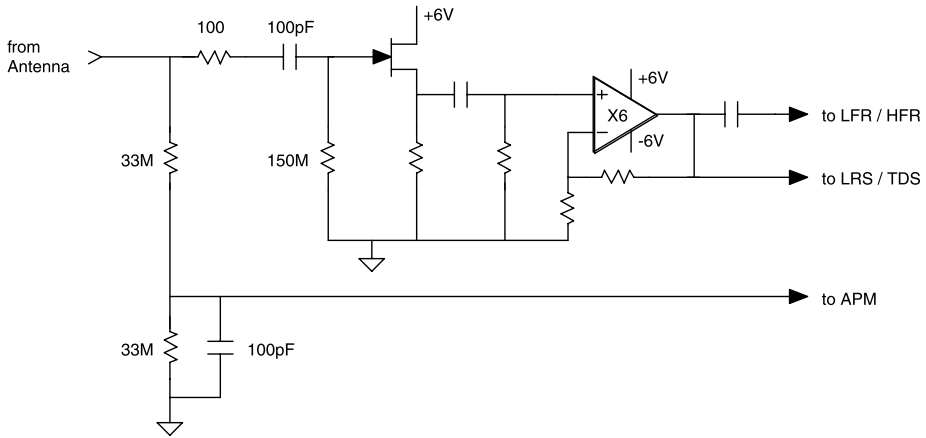 +6V
100
100pF
from
Antenna
+6V
+
X6
−
-6V
to LFR / HFR
33M
150M
to LRS / TDS
to APM
33M
100pF